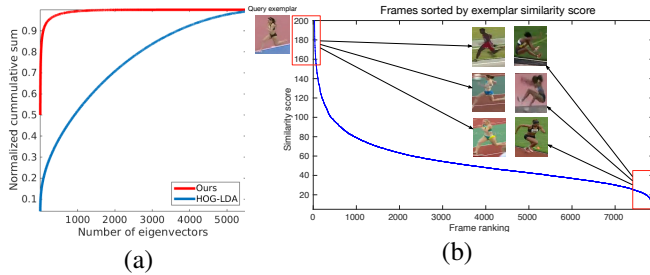 Normalized cummulative sum
0.9
0.8
0.7
0.6
0.5
0.4
0.3
0.2
0.1
Ours
HOG-LDA
1000 2000 3000 4000 5000
Number of eigenvectors
(a)
Query exemplar
Frames sorted by exemplar similarity score
Similarity score
200
180
160
140
120
100
80
60
40
20
0 1000 2000 3000 4000 5000 6000 7000
Frame ranking
(b)